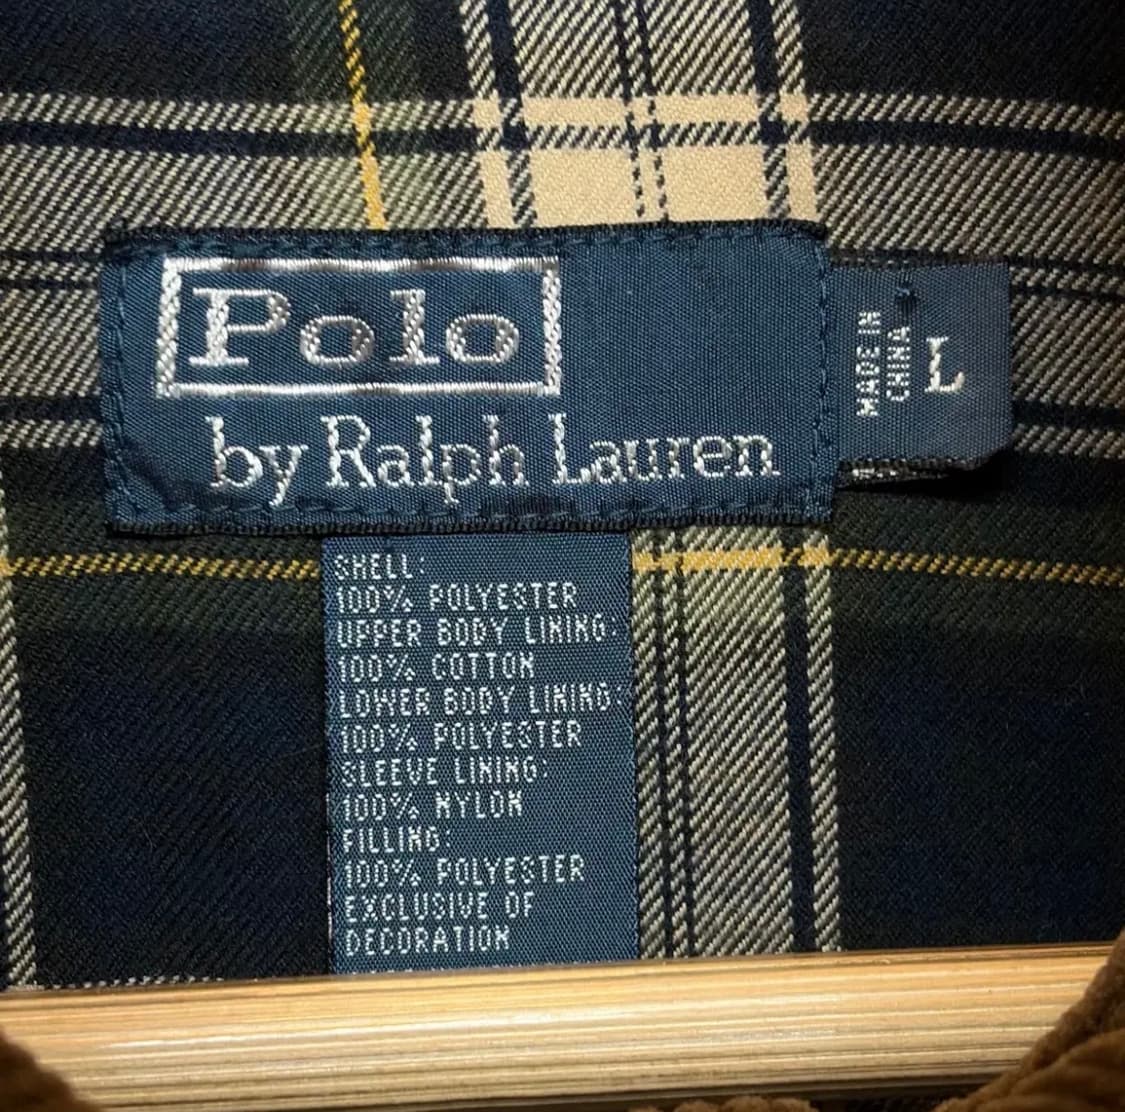 Polo
by Ralph Lauren
MADE IN
CHINA
L
SHELL:
100% POLYESTER
UPPER BODY LINING:
100% COTTON
LOWER BODY LINING:
100% POLYESTER
SLEEVE LINING:
100% NYLON
FILLING:
100% POLYESTER
EXCLUSIVE OF
DECORATION